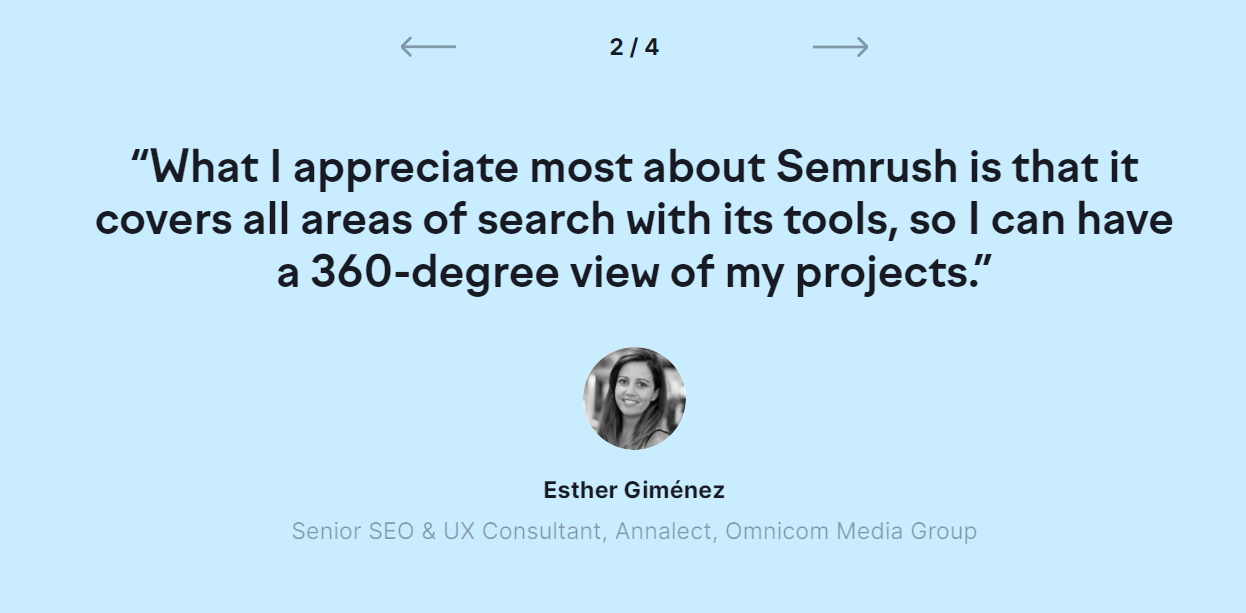 2 / 4
“What I appreciate most about Semrush is that it
covers all areas of search with its tools, so I can have
a 360-degree view of my projects.”
Esther Giménez
Senior SEO & UX Consultant, Annalect, Omnicom Media Group